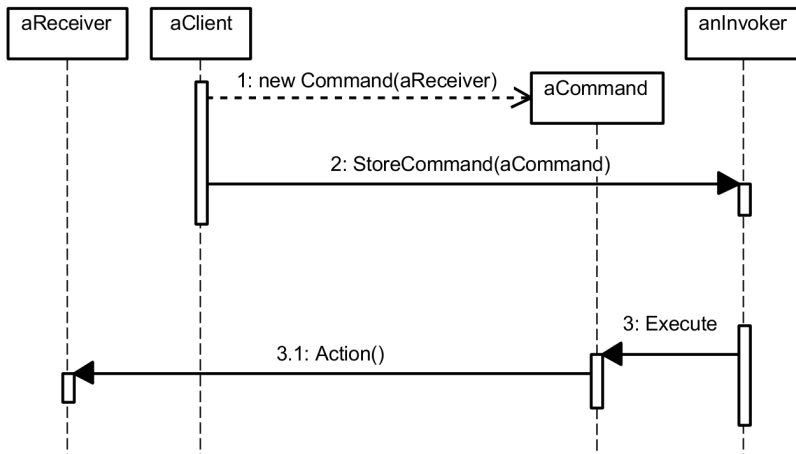 aReceiver
aClient
anInvoker
1: new Command(aReceiver)
aCommand
2: StoreCommand(aCommand)
3: Execute
3.1: Action()